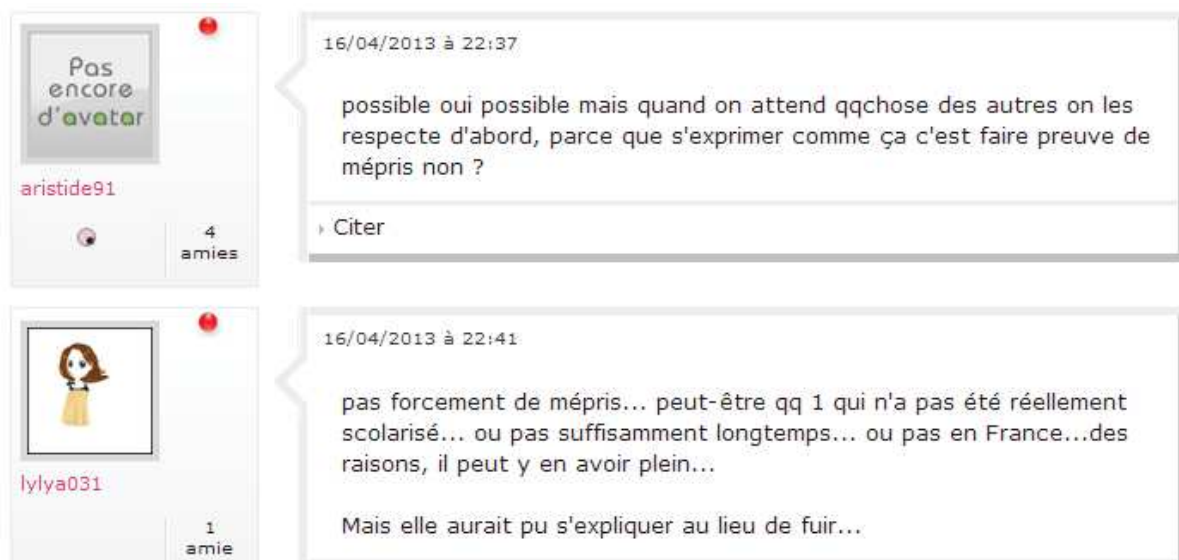 Pas
encore
d'avatar
aristide91
4
amies
16/04/2013 à 22:37
possible oui possible mais quand on attend qqchose des autres on les
respecte d'abord, parce que s'exprimer comme ça c'est faire preuve de
mépris non ?
Citer
lylya031
1
amie
16/04/2013 à 22:41
pas forcement de mépris... peut-être qq 1 qui n'a pas été réellement
scolarisé... ou pas suffisamment longtemps... ou pas en France...des
raisons, il peut y en avoir plein...
Mais elle aurait pu s'expliquer au lieu de fuir...